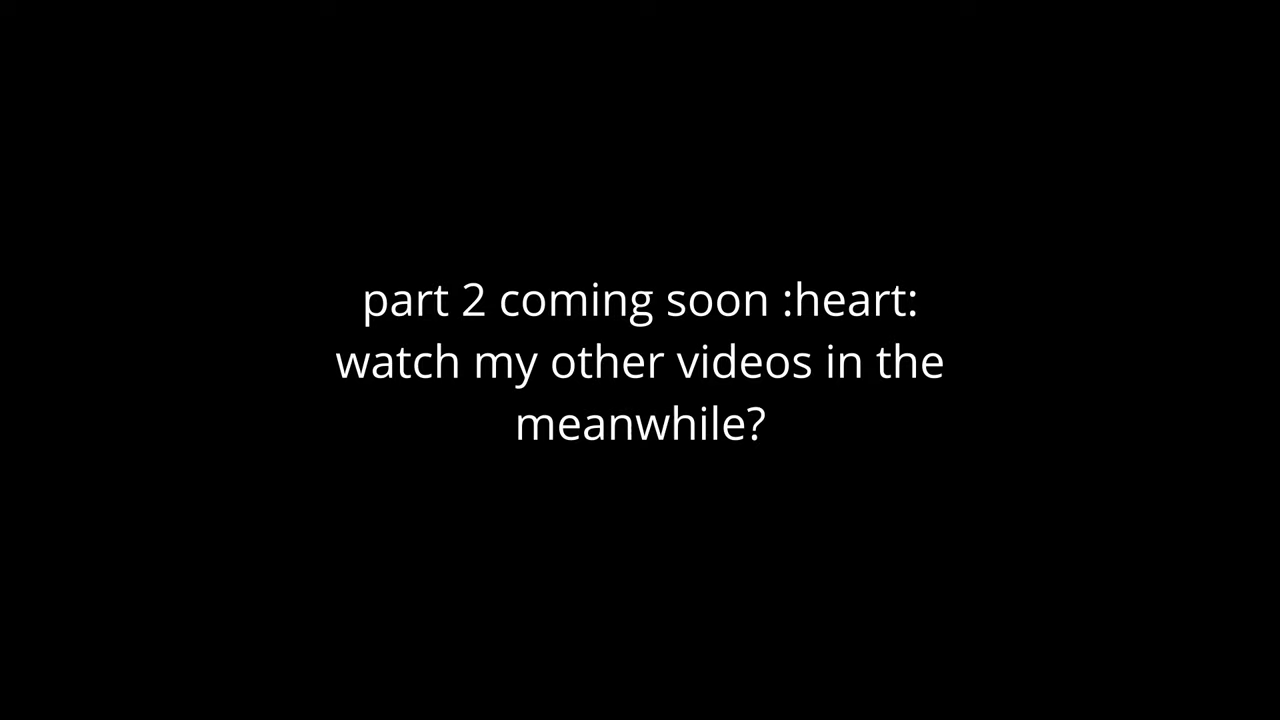 part 2 coming soon :heart:
watch my other videos in the
meanwhile?